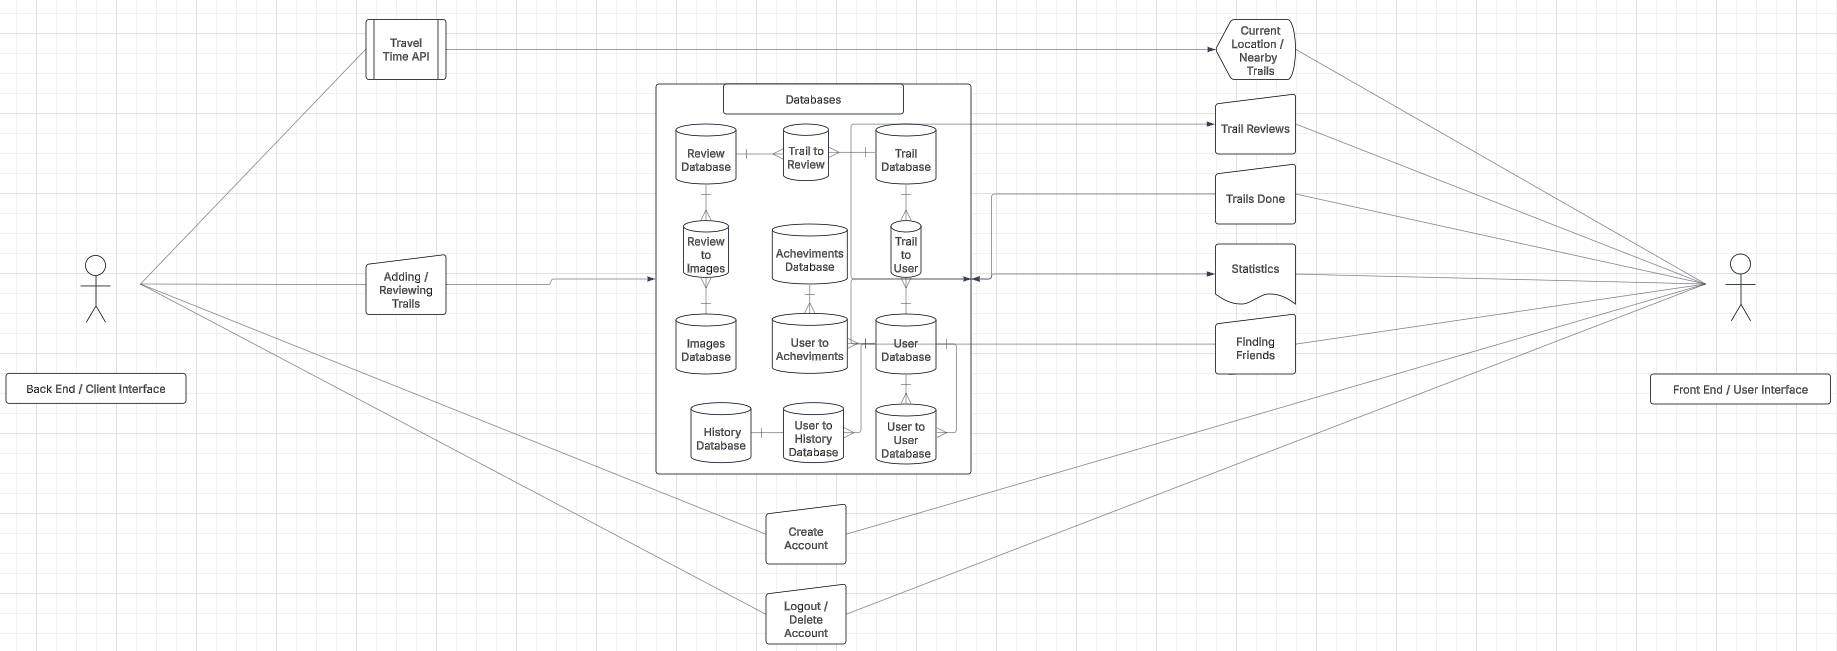 Travel
Time API
Current
Location /
Nearby
Trails
Databases
Trail Reviews
Review
Database
Trail to
Review
Trail
Database
Trails Done
Review
to
Images
Acheviments
Database
Trail
to
User
Statistics
Adding /
Reviewing
Trails
Images
Database
User to
Acheviments
User
Database
Finding
Friends
Back End / Client Interface
Front End / User Interface
History
Database
User to
History
Database
User to
User
Database
Create
Account
Logout /
Delete
Account